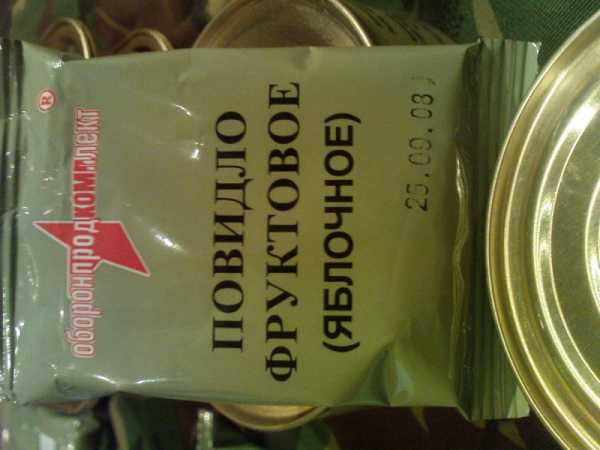 оборонпродкомплект ®
ПОВИДЛО
ФРУКТОВОЕ
(ЯБЛОЧНОЕ)